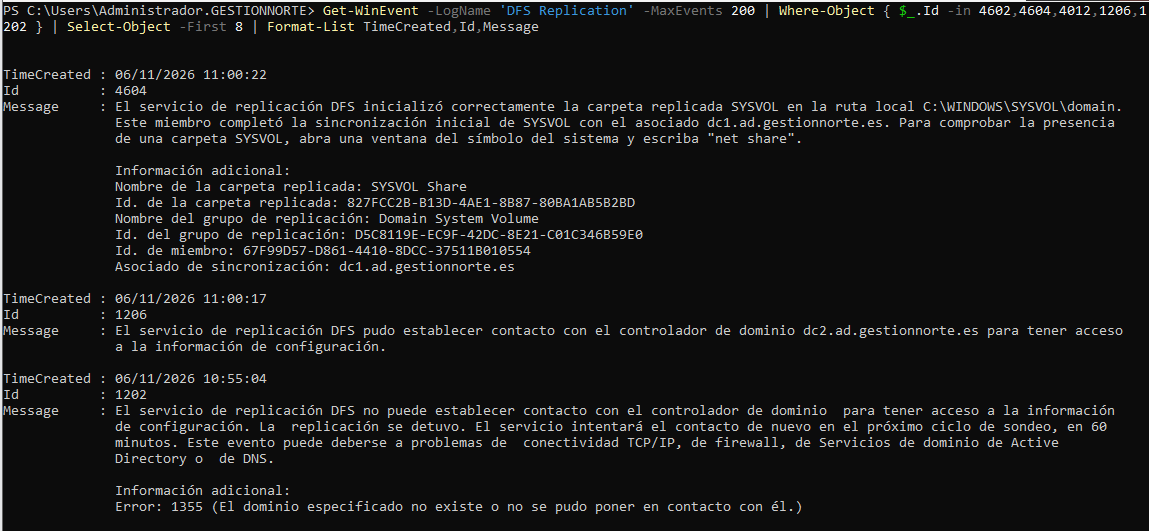 PS C:\Users\Administrador.GESTIONNORTE> Get-WinEvent -LogName 'DFS Replication' -MaxEvents 200 | Where-Object { $_.Id -in 4602,4604,4012,1206,1
202 } | Select-Object -First 8 | Format-List TimeCreated,Id,Message
TimeCreated : 06/11/2026 11:00:22
Id : 4604
Message : El servicio de replicación DFS inicializó correctamente la carpeta replicada SYSVOL en la ruta local C:\WINDOWS\SYSVOL\domain.
Este miembro completó la sincronización inicial de SYSVOL con el asociado dc1.ad.gestionnorte.es. Para comprobar la presencia
de una carpeta SYSVOL, abra una ventana del símbolo del sistema y escriba "net share".
Información adicional:
Nombre de la carpeta replicada: SYSVOL Share
Id. de la carpeta replicada: 827FCC2B-B13D-4AE1-8B87-80BA1AB5B2BD
Nombre del grupo de replicación: Domain System Volume
Id. del grupo de replicación: D5C8119E-EC9F-42DC-8E21-C01C346B59E0
Id. de miembro: 67F99D57-D861-4410-8DCC-37511B010554
Asociado de sincronización: dc1.ad.gestionnorte.es
TimeCreated : 06/11/2026 11:00:17
Id : 1206
Message : El servicio de replicación DFS pudo establecer contacto con el controlador de dominio dc2.ad.gestionnorte.es para tener acceso
a la información de configuración.
TimeCreated : 06/11/2026 10:55:04
Id : 1202
Message : El servicio de replicación DFS no puede establecer contacto con el controlador de dominio  para tener acceso a la información
de configuración. La  replicación se detuvo. El servicio intentará el contacto de nuevo en el próximo ciclo de sondeo, en 60
minutos. Este evento puede deberse a problemas de  conectividad TCP/IP, de firewall, de Servicios de dominio de Active
Directory o  de DNS.
Información adicional:
Error: 1355 (El dominio especificado no existe o no se pudo poner en contacto con él.)